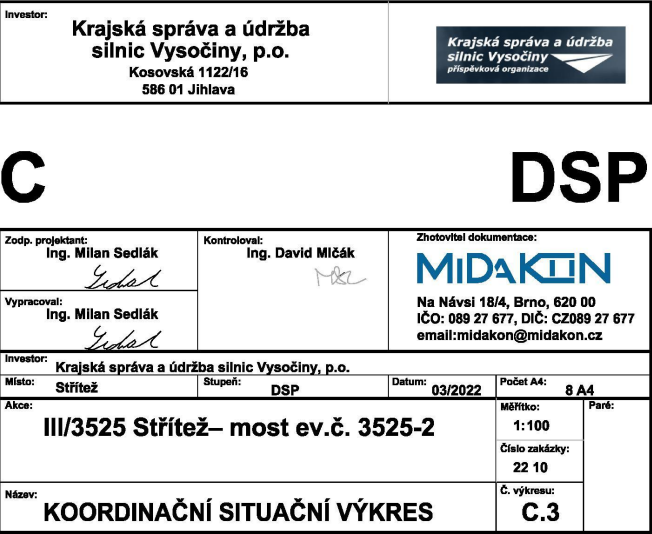 Investor:
Krajská správa a údržba
silnic Vysočiny, p.o.
Kosovská 1122/16
586 01 Jihlava
Krajská správa a údržba
silnic Vysočiny
příspěvková organizace
C
DSP
Zodp. projektant:
Ing. Milan Sedlák
Kontroloval:
Ing. David Mičák
Zhotovitel dokumentace:
MIDAKON
Na Návsi 18/4, Brno, 620 00
IČO: 089 27 677, DIČ: CZ089 27 677
email:midakon@midakon.cz
Vypracoval:
Ing. Milan Sedlák
Investor:
Krajská správa a údržba silnic Vysočiny, p.o.
Místo:
Střítež
Stupeň:
DSP
Datum:
03/2022
Počet A4:
8 A4
Akce:
III/3525 Střítež– most ev.č. 3525-2
Měřítko:
1:100
Paré:
Číslo zakázky:
22 10
Název:
KOORDINAČNÍ SITUAČNÍ VÝKRES
Č. výkresu:
C.3